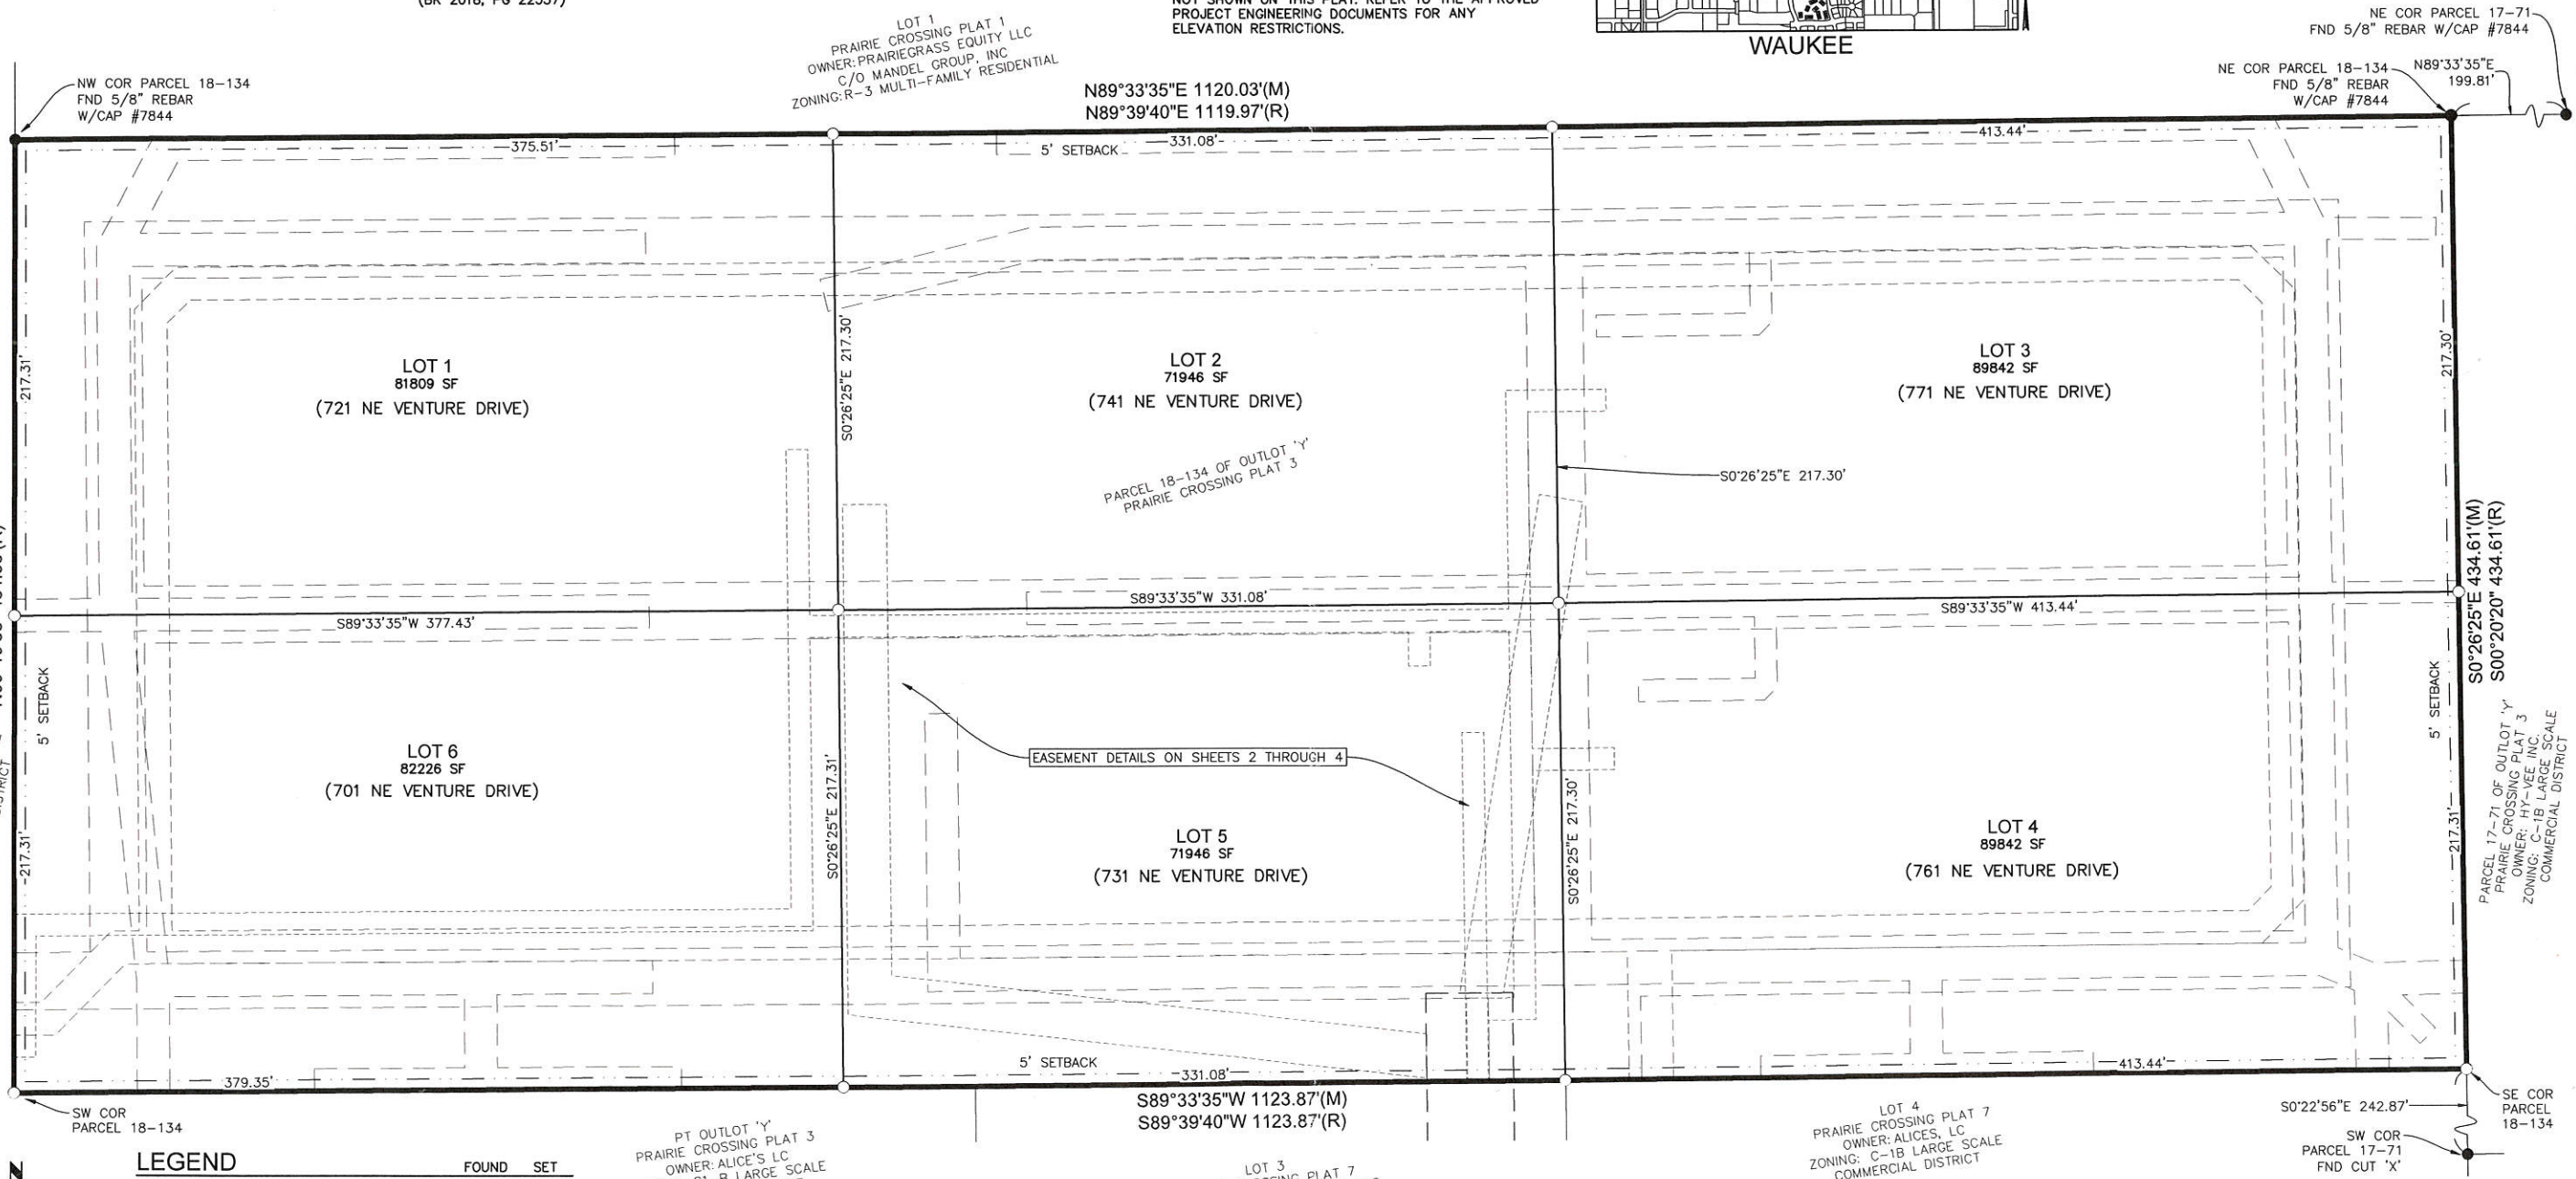 LOT 1
PRAIRIE CROSSING PLAT 1
OWNER: PRAIRIEGRASS EQUITY LLC
C/O MANDEL GROUP, INC
ZONING: R-3 MULTI-FAMILY RESIDENTIAL
PROJECT ENGINEERING DOCUMENTS FOR ANY
ELEVATION RESTRICTIONS.
WAUKEE
NE COR PARCEL 17-71
FND 5/8" REBAR W/CAP #7844
NW COR PARCEL 18-134
FND 5/8" REBAR
W/CAP #7844
N89°33'35"E 1120.03'(M)
N89°39'40"E 1119.97'(R)
NE COR PARCEL 18-134
FND 5/8" REBAR
W/CAP #7844
N89°33'35"E
199.81'
375.51'
5' SETBACK
331.08'
413.44'
217.31'
LOT 1
81809 SF
(721 NE VENTURE DRIVE)
S0°26'25"E 217.30'
LOT 2
71946 SF
(741 NE VENTURE DRIVE)
LOT 3
89842 SF
(771 NE VENTURE DRIVE)
217.30'
PARCEL 18-134 OF OUTLOT 'Y'
PRAIRIE CROSSING PLAT 3
S0°26'25"E 217.30'
S0°26'25"E 434.61'(M)
S00°20'20" 434.61'(R)
S89°33'35"W 377.43'
S89°33'35"W 331.08'
S89°33'35"W 413.44'
5' SETBACK
5' SETBACK
EASEMENT DETAILS ON SHEETS 2 THROUGH 4
LOT 6
82226 SF
(701 NE VENTURE DRIVE)
217.31'
S0°26'25"E 217.31'
LOT 5
71946 SF
(731 NE VENTURE DRIVE)
S0°26'25"E 217.30'
LOT 4
89842 SF
(761 NE VENTURE DRIVE)
217.31'
PARCEL 17-71 OF OUTLOT 'Y'
PRAIRIE CROSSING PLAT 3
OWNER: HY-VEE INC.
ZONING: C-1B LARGE SCALE
COMMERCIAL DISTRICT
379.35'
5' SETBACK
331.08'
413.44'
S89°33'35"W 1123.87'(M)
S89°39'40"W 1123.87'(R)
SW COR
PARCEL 18-134
SE COR
PARCEL
18-134
S0°22'56"E 242.87'
SW COR
PARCEL 17-71
FND CUT 'X'
PT OUTLOT 'Y'
PRAIRIE CROSSING PLAT 3
OWNER: ALICE'S LC
B LARGE SCALE
LOT 3
PLAT 7
LOT 4
PRAIRIE CROSSING PLAT 7
OWNER: ALICES, LC
ZONING: C-1B LARGE SCALE
COMMERCIAL DISTRICT
N
LEGEND
FOUND SET